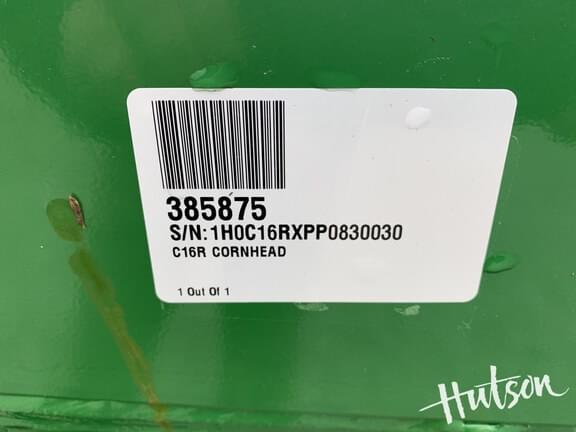 385875
S/N:1H0C16RXPP0830030
C16R CORNHEAD
1 Out Of 1
Hutson